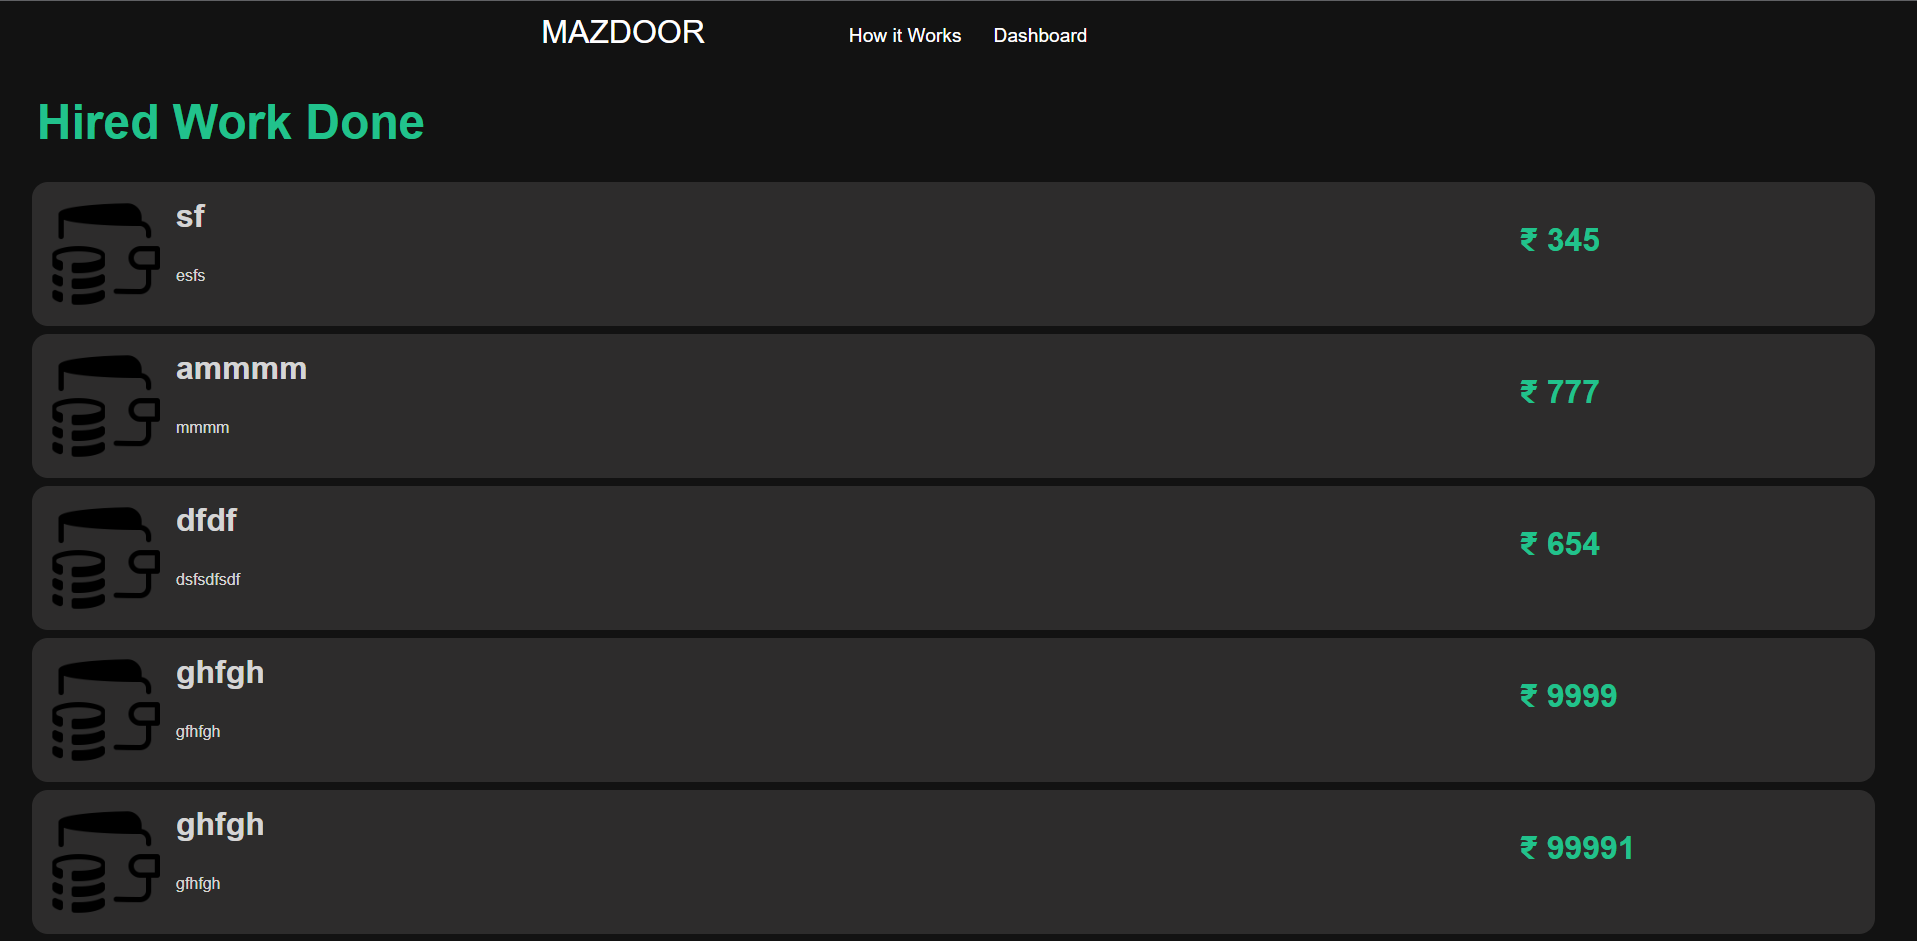 MAZDOOR How it Works Dashboard
Hired Work Done
sf
₹ 345
esfs
ammmm
₹ 777
mmmm
dfdf
₹ 654
dsfsdfsdf
ghfgh
₹ 9999
gfhfgh
ghfgh
₹ 99991
gfhfgh